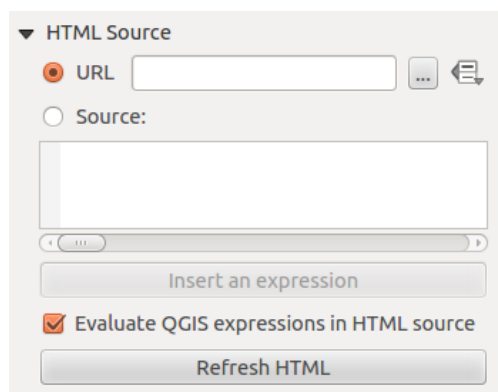 HTML Source
URL ...
Source:
Insert an expression
Evaluate QGIS expressions in HTML source
Refresh HTML